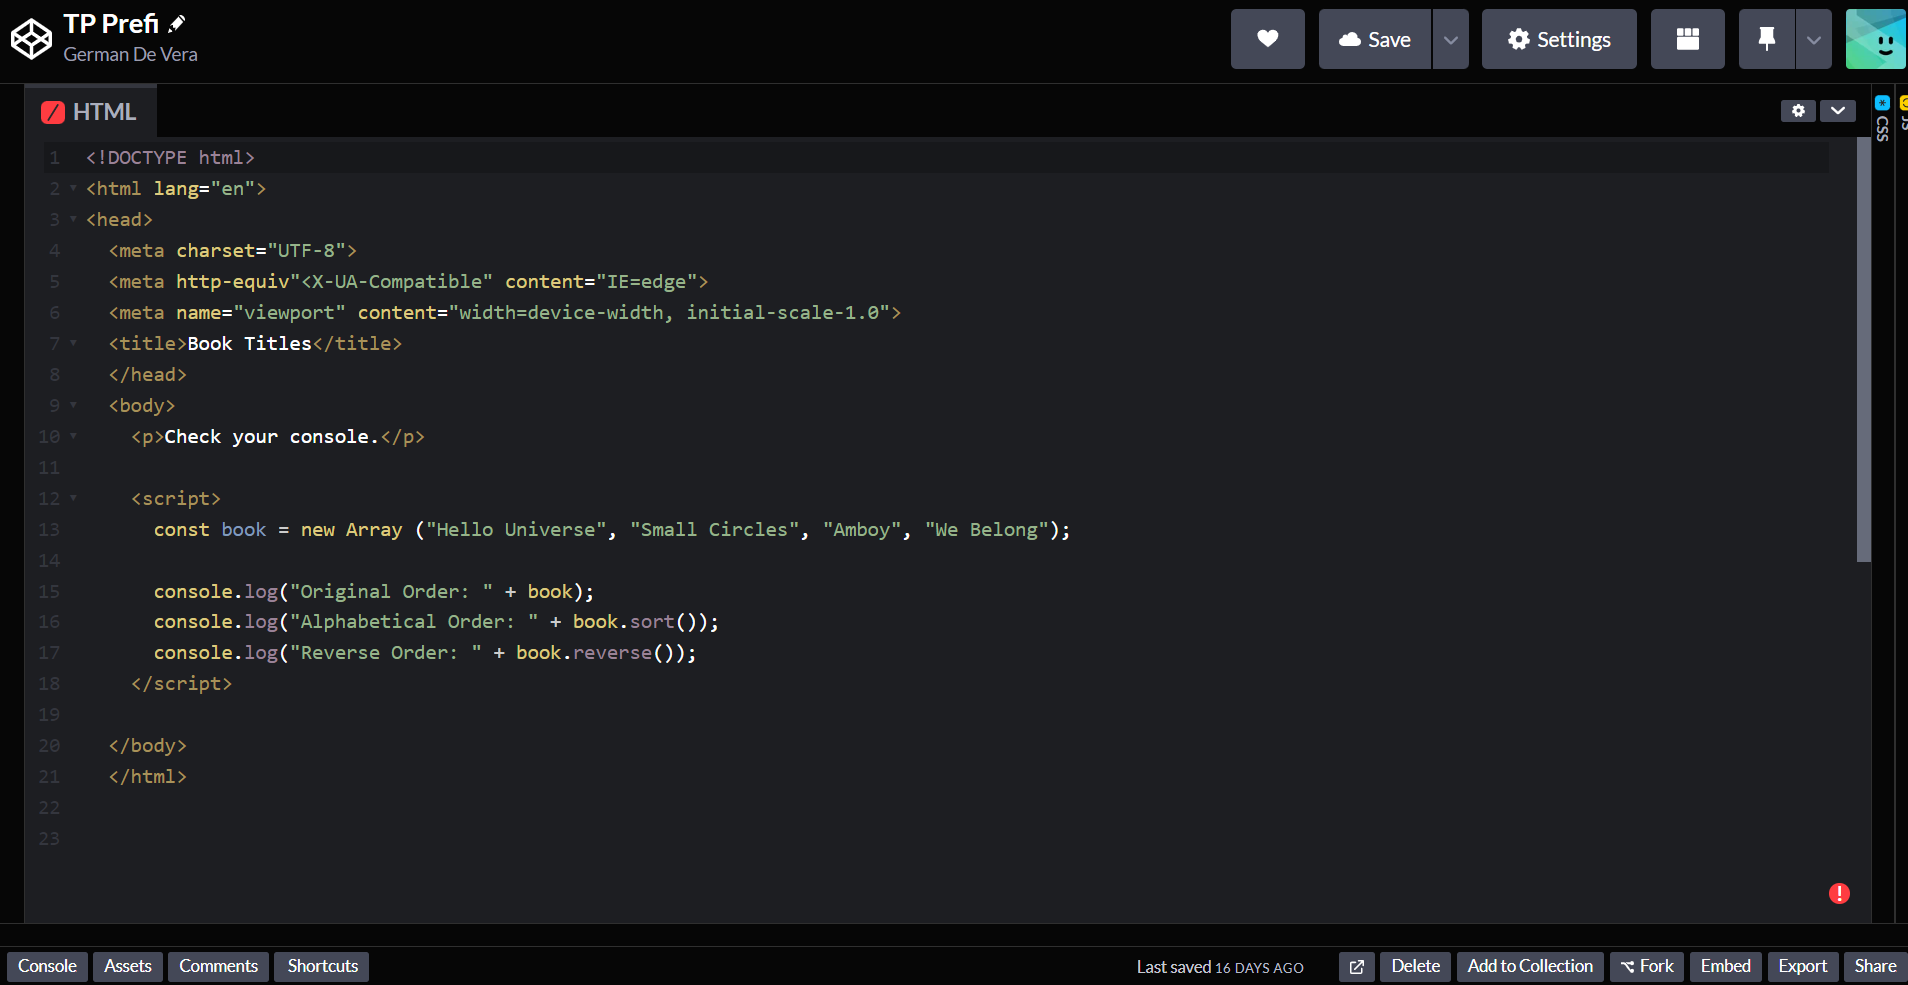 TP Prefi
German De Vera
Save
Settings
HTML
CSS
JS
1 <!DOCTYPE html>
2 <html lang="en">
3 <head>
4 <meta charset="UTF-8">
5 <meta http-equiv"<X-UA-Compatible" content="IE=edge">
6 <meta name="viewport" content="width=device-width, initial-scale-1.0">
7 <title>Book Titles</title>
8 </head>
9 <body>
10 <p>Check your console.</p>
11
12 <script>
13 const book = new Array ("Hello Universe", "Small Circles", "Amboy", "We Belong");
14
15 console.log("Original Order: " + book);
16 console.log("Alphabetical Order: " + book.sort());
17 console.log("Reverse Order: " + book.reverse());
18 </script>
19
20 </body>
21 </html>
22
23
Console Assets Comments Shortcuts Last saved 16 DAYS AGO Delete Add to Collection Fork Embed Export Share